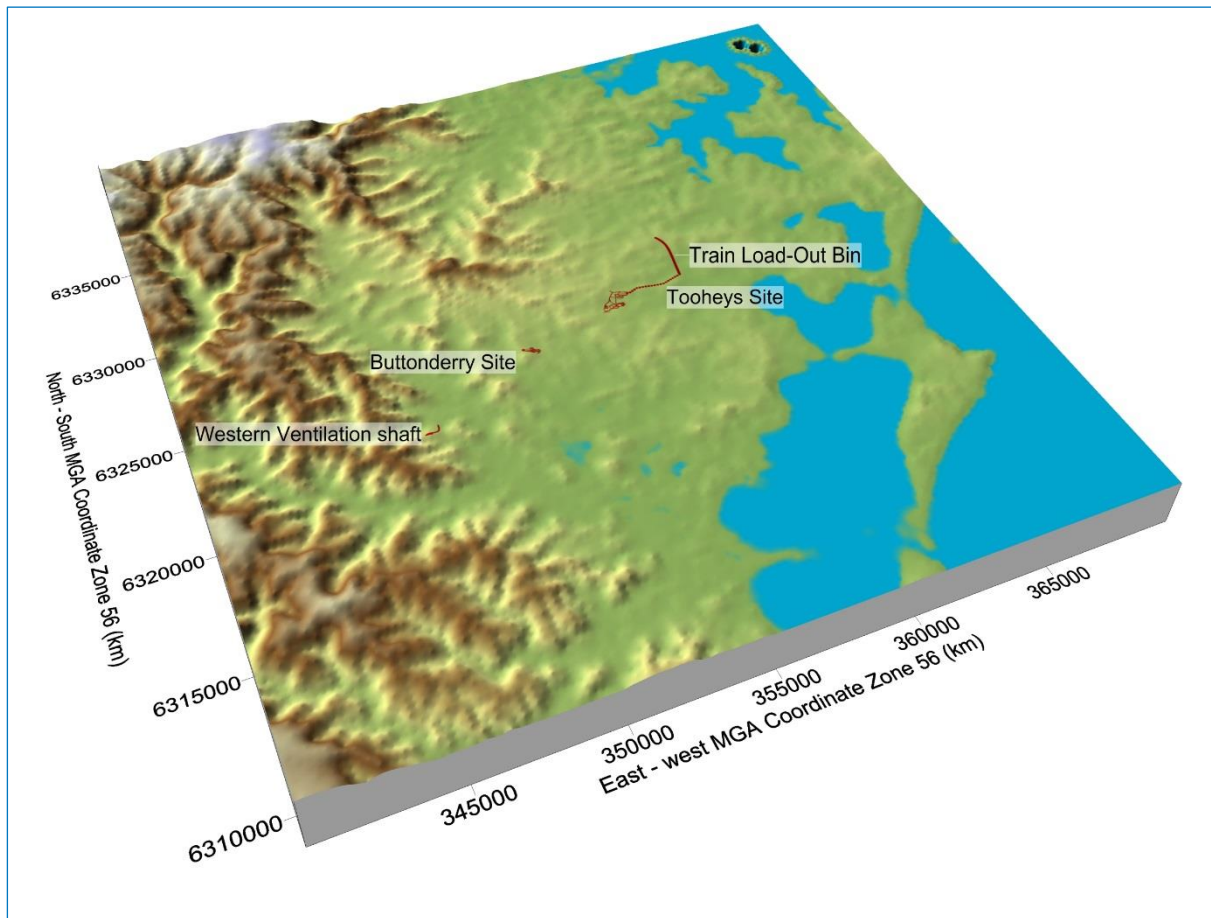 Train Load-Out Bin
Tooheys Site
Buttonderry Site
Western Ventilation shaft
6335000
6330000
6325000
6320000
6315000
6310000
North - South MGA Coordinate Zone 56 (km)
345000
350000
355000
360000
365000
East - west MGA Coordinate Zone 56 (km)